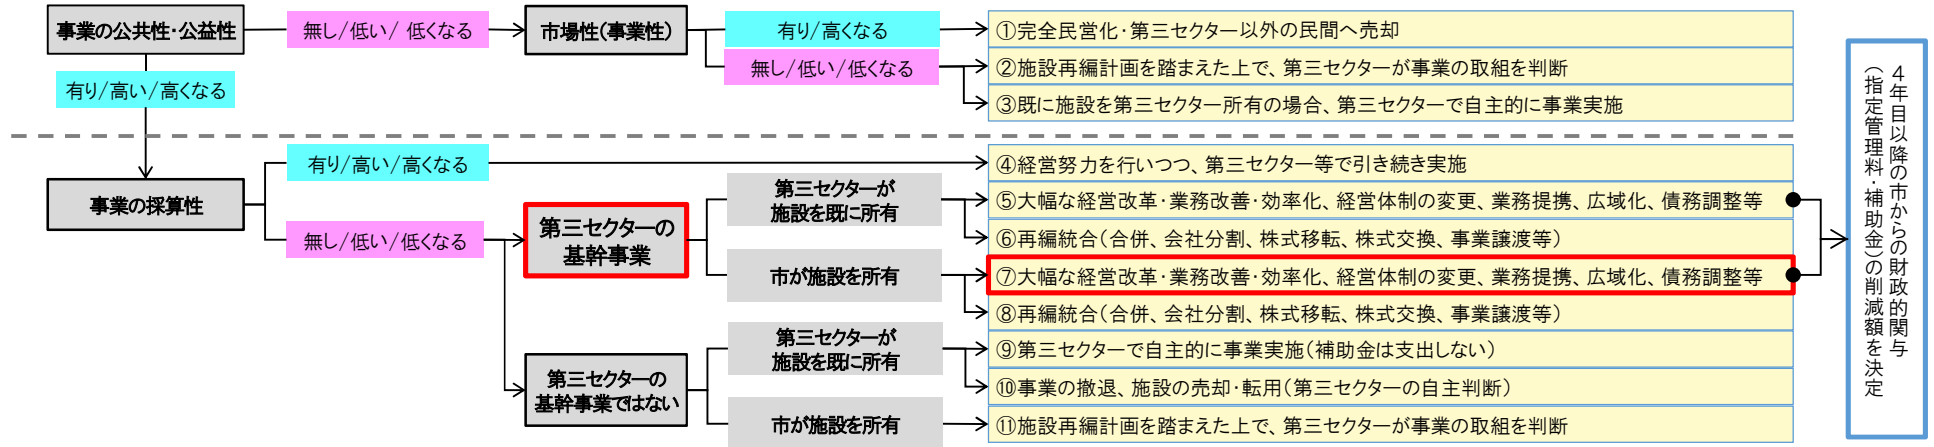 事業の公共性・公益性
無し/低い/ 低くなる
市場性(事業性)
有り/高くなる
①完全民営化・第三セクター以外の民間へ売却
無し/低い/低くなる
②施設再編計画を踏まえた上で、第三セクターが事業の取組を判断
有り/高い/高くなる
③既に施設を第三セクター所有の場合、第三セクターで自主的に事業実施
事業の採算性
有り/高い/高くなる
④経営努力を行いつつ、第三セクター等で引き続き実施
無し/低い/低くなる
第三セクターの
基幹事業
第三セクターが
施設を既に所有
⑤大幅な経営改革・業務改善・効率化、経営体制の変更、業務提携、広域化、債務調整等
⑥再編統合(合併、会社分割、株式移転、株式交換、事業譲渡等)
市が施設を所有
⑦大幅な経営改革・業務改善・効率化、経営体制の変更、業務提携、広域化、債務調整等
⑧再編統合(合併、会社分割、株式移転、株式交換、事業譲渡等)
第三セクターの
基幹事業ではない
第三セクターが
施設を既に所有
⑨第三セクターで自主的に事業実施(補助金は支出しない)
⑩事業の撤退、施設の売却・転用(第三セクターの自主判断)
市が施設を所有
⑪施設再編計画を踏まえた上で、第三セクターが事業の取組を判断
4年目以降の市からの財政的関与
(指定管理料・補助金)の削減額を決定